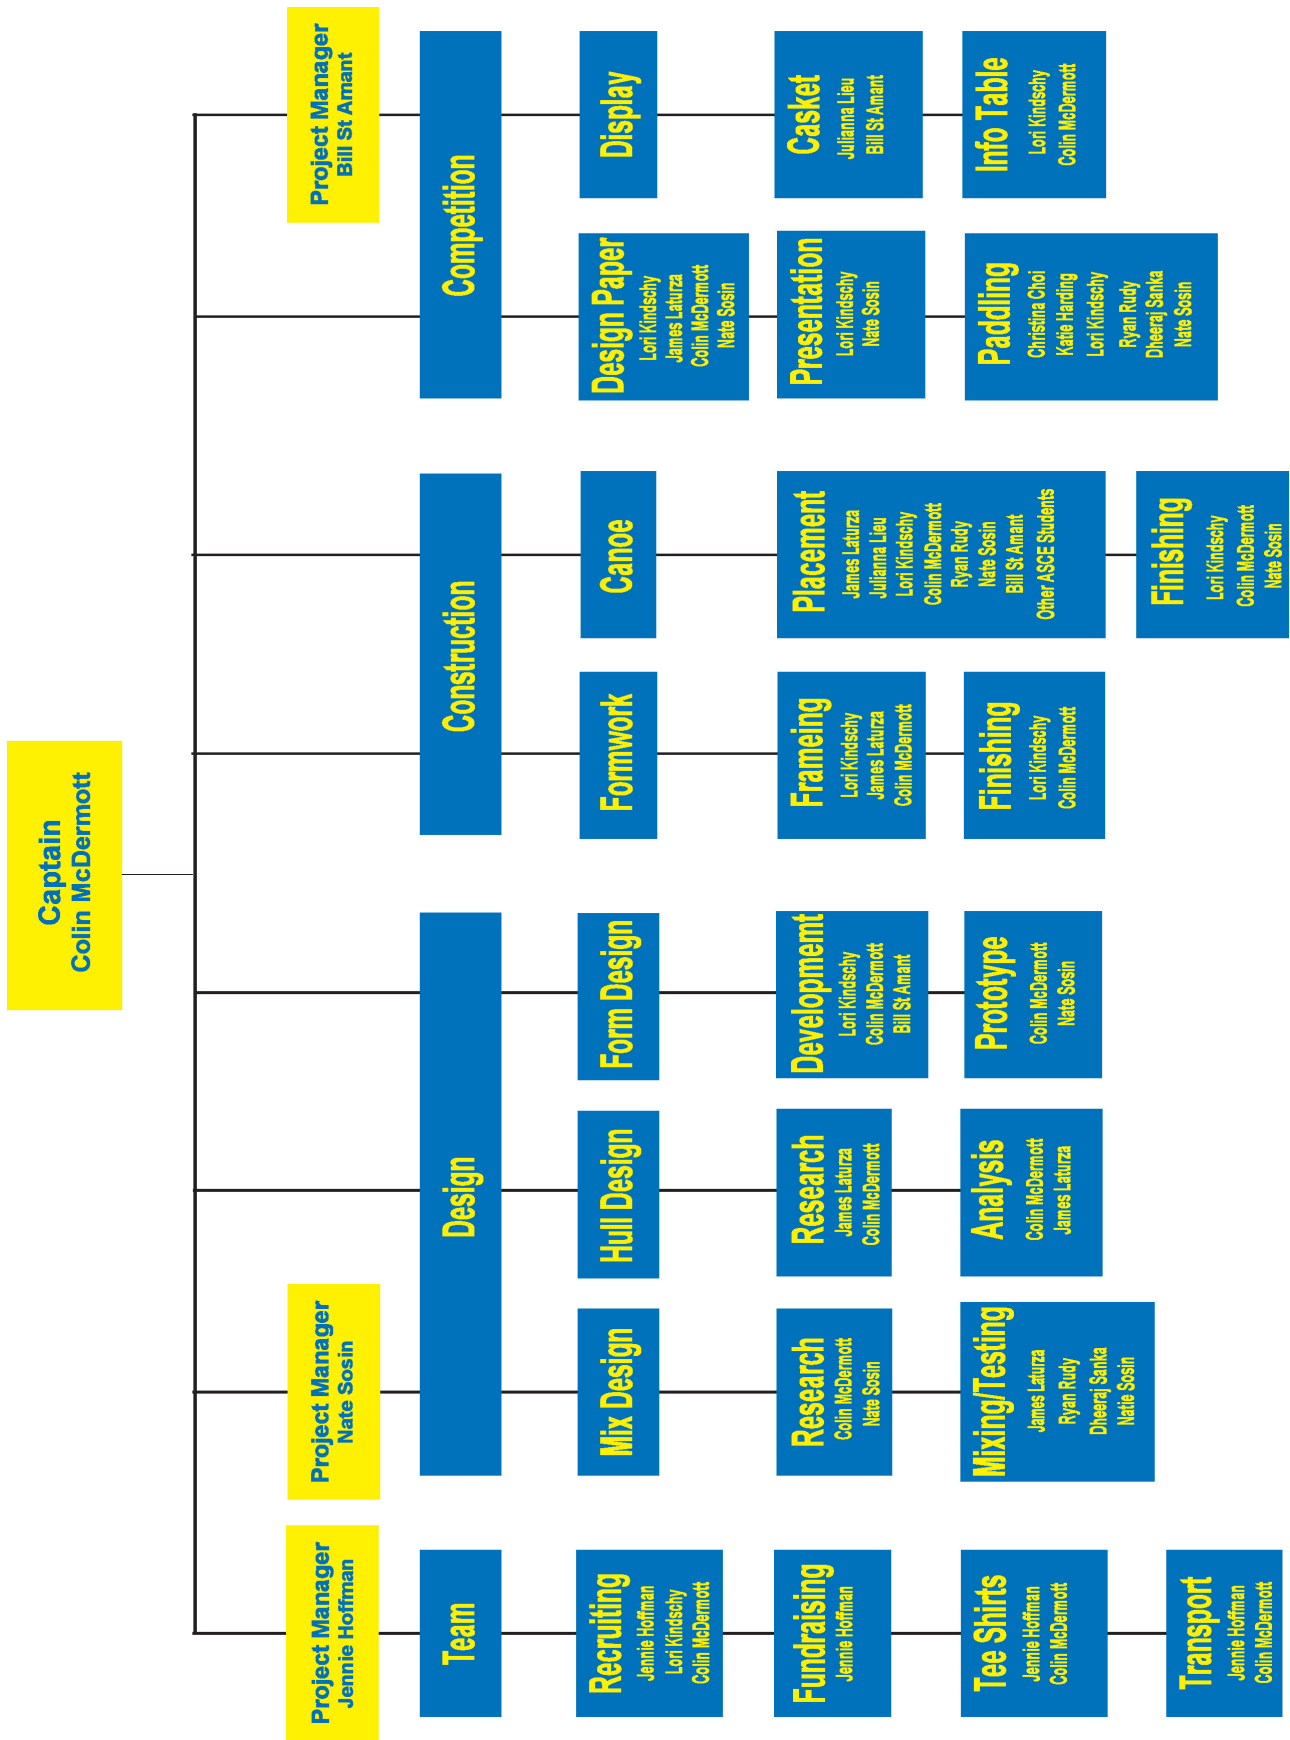 Captain
Colin McDermott
Project Manager
Jennie Hoffman
Project Manager
Nate Sosin
Project Manager
Bill St Amant
Team
Design
Construction
Competition
Recruiting
Jennie Hoffman
Lori Kindschy
Colin McDermott
Fundraising
Jennie Hoffman
Tee Shirts
Jennie Hoffman
Colin McDermott
Transport
Jennie Hoffman
Colin McDermott
Mix Design
Research
Colin McDermott
Nate Sosin
Mixing/Testing
James Laturza
Ryan Rudy
Dheeraj Sanka
Natie Sosin
Hull Design
Research
James Laturza
Colin McDermott
Analysis
Colin McDermott
James Laturza
Form Design
Developmemt
Lori Kindschy
Colin McDermott
Bill St Amant
Prototype
Colin McDermott
Nate Sosin
Formwork
Frameing
Lori Kindschy
James Laturza
Colin McDermott
Finishing
Lori Kindschy
Colin McDermott
Canoe
Placement
James Laturza
Julianna Lieu
Lori Kindschy
Colin McDermott
Ryan Rudy
Nate Sosin
Bill St Amant
Other ASCE Students
Finishing
Lori Kindschy
Colin McDermott
Nate Sosin
Design Paper
Lori Kindschy
James Laturza
Colin McDermott
Nate Sosin
Presentation
Lori Kindschy
Nate Sosin
Paddling
Christina Choi
Katie Harding
Lori Kindschy
Ryan Rudy
Dheeraj Sanka
Nate Sosin
Display
Casket
Julianna Lieu
Bill St Amant
Info Table
Lori Kindschy
Colin McDermott